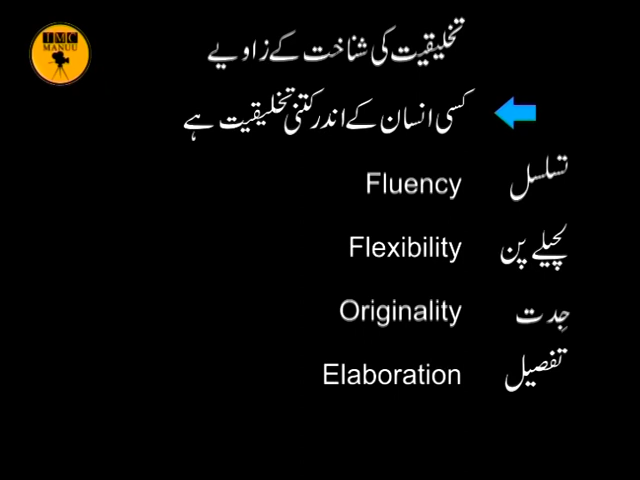 IMC
MANUU
تخلیقیت کی شناخت کے زاویے
کسی انسان کے اندر کتنی تخلیقیت ہے
تسلسل Fluency
لچیلے پن Flexibility
جِدت Originality
تفصیل Elaboration